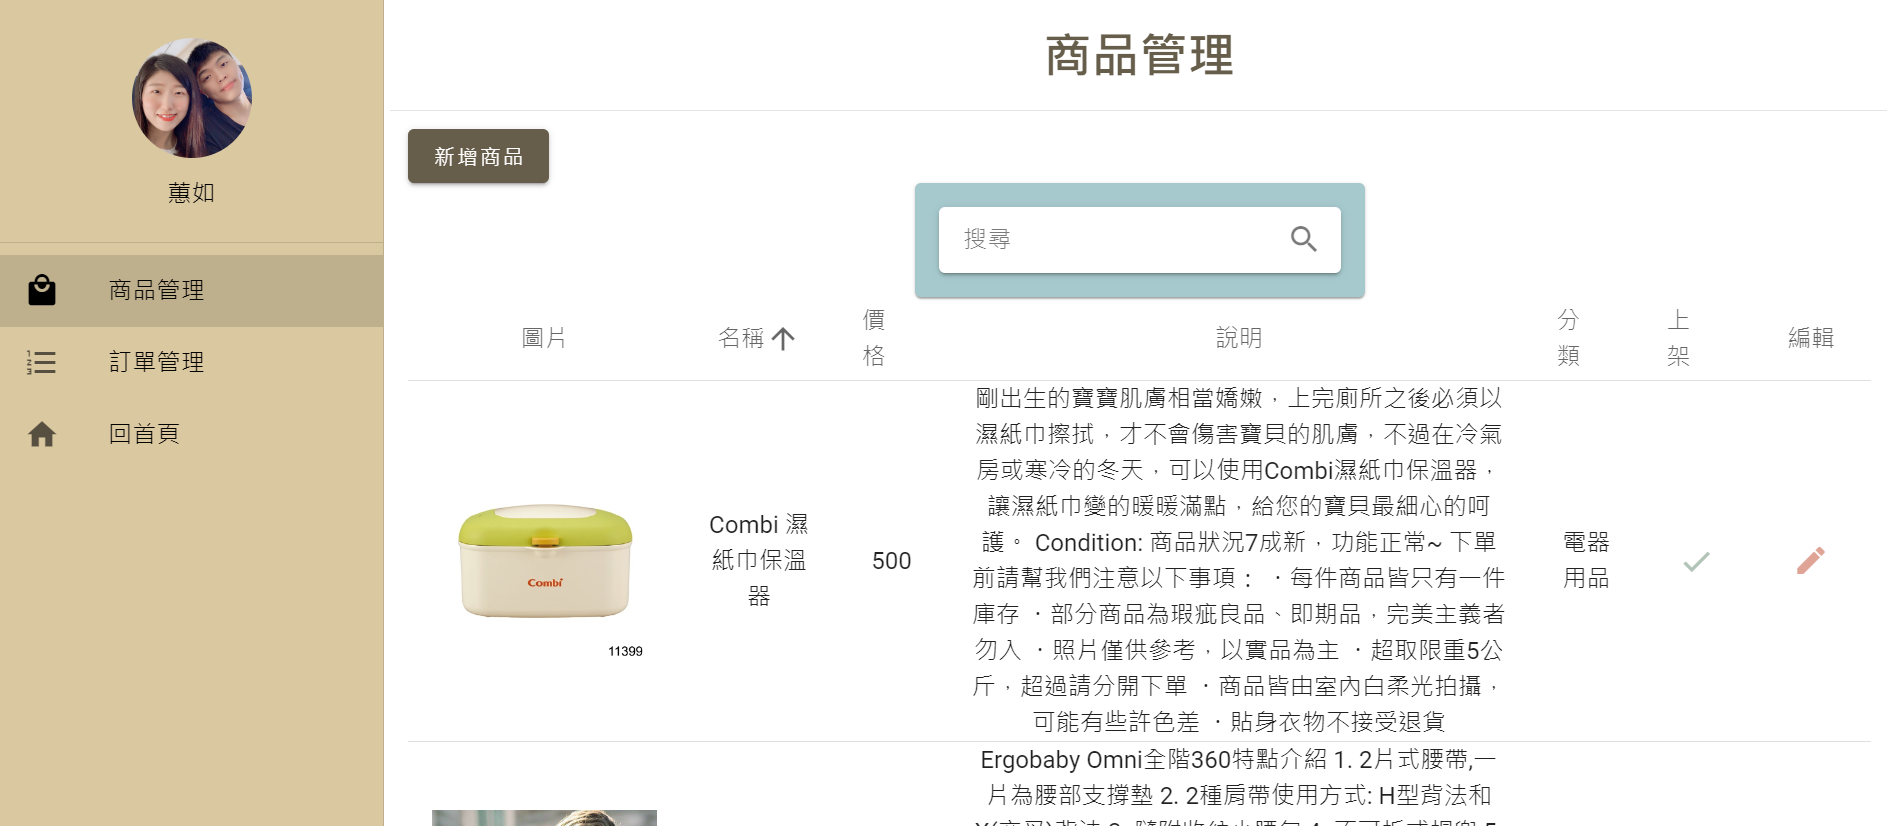 蕙如
商品管理
訂單管理
回首頁
商品管理
新增商品
搜尋
圖片
名稱
價格
說明
分類
上架
編輯
Combi
11399
Combi 濕
紙巾保溫
器
500
剛出生的寶寶肌膚相當嬌嫩，上完廁所之後必須以
濕紙巾擦拭，才不會傷害寶貝的肌膚，不過在冷氣
房或寒冷的冬天，可以使用Combi濕紙巾保溫器，
讓濕紙巾變的暖暖滿點，給您的寶貝最細心的呵
護。 Condition: 商品狀況7成新，功能正常~ 下單
前請幫我們注意以下事項： ・每件商品皆只有一件
庫存 ・部分商品為瑕疵良品、即期品，完美主義者
勿入 ・照片僅供參考，以實品為主 ・超取限重5公
斤，超過請分開下單 ・商品皆由室內白柔光拍攝，
可能有些許色差 ・貼身衣物不接受退貨
電器
用品
Ergobaby Omni全階360特點介紹 1. 2片式腰帶,一
片為腰部支撐墊 2. 2種肩帶使用方式: H型背法和